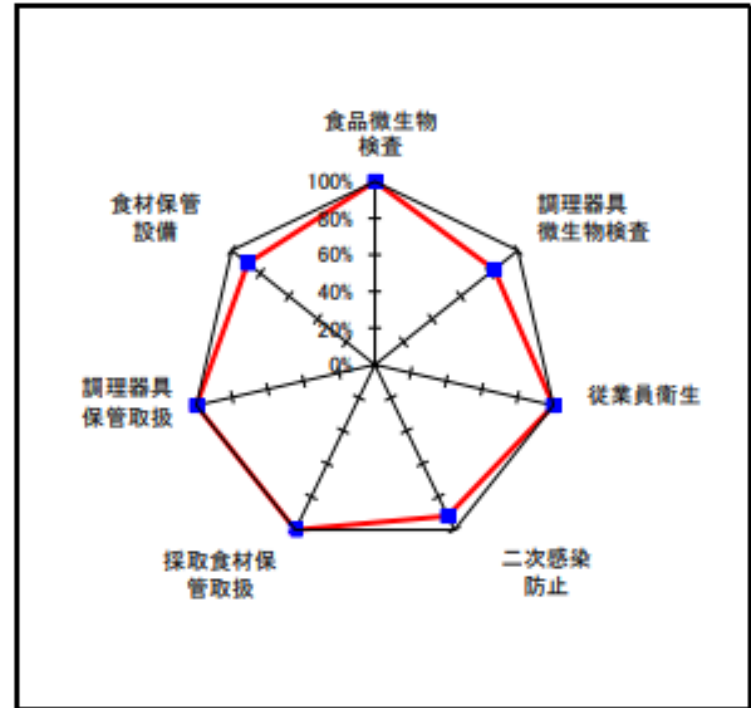 食品微生物
検査
100%
80%
60%
40%
20%
0%
調理器具
微生物検査
従業員衛生
二次感染
防止
採取食材保
管取扱
調理器具
保管取扱
食材保管
設備